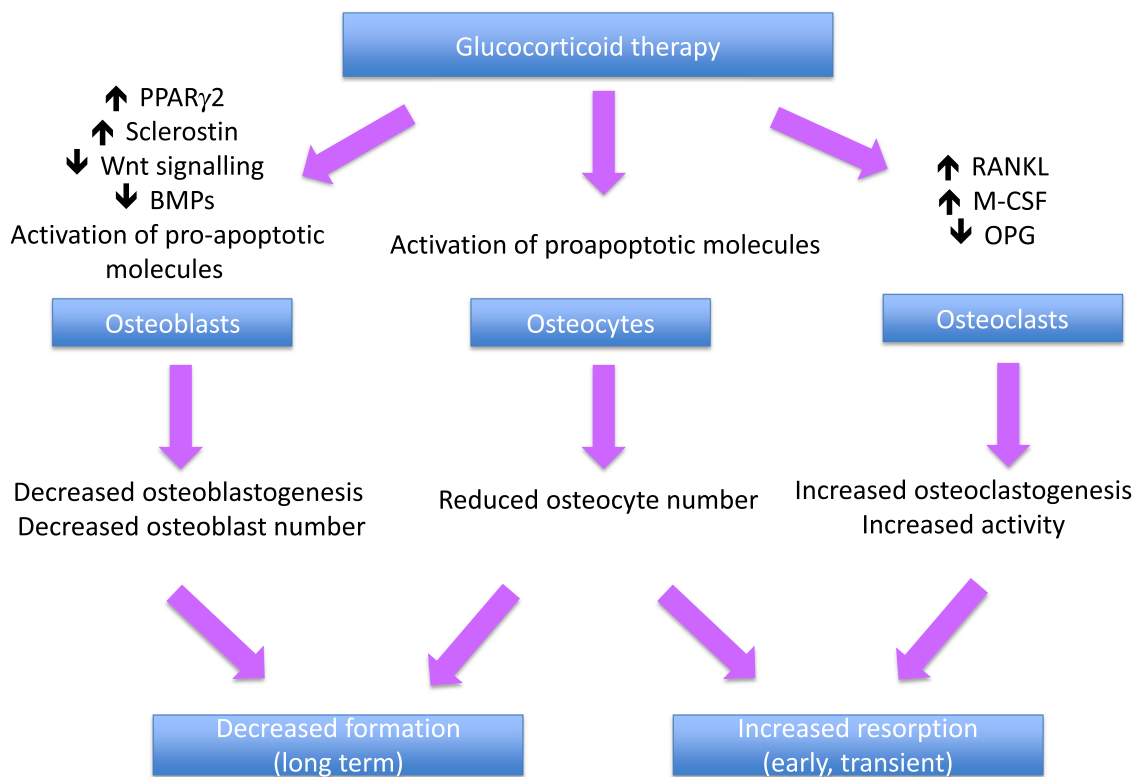 Glucocorticoid therapy
↑ PPARγ2
↑ Sclerostin
↓ Wnt signalling
↓ BMPs
Activation of pro-apoptotic
molecules
Activation of proapoptotic molecules
↑ RANKL
↑ M-CSF
↓ OPG
Osteoblasts
Osteocytes
Osteoclasts
Decreased osteoblastogenesis
Decreased osteoblast number
Reduced osteocyte number
Increased osteoclastogenesis
Increased activity
Decreased formation
(long term)
Increased resorption
(early, transient)